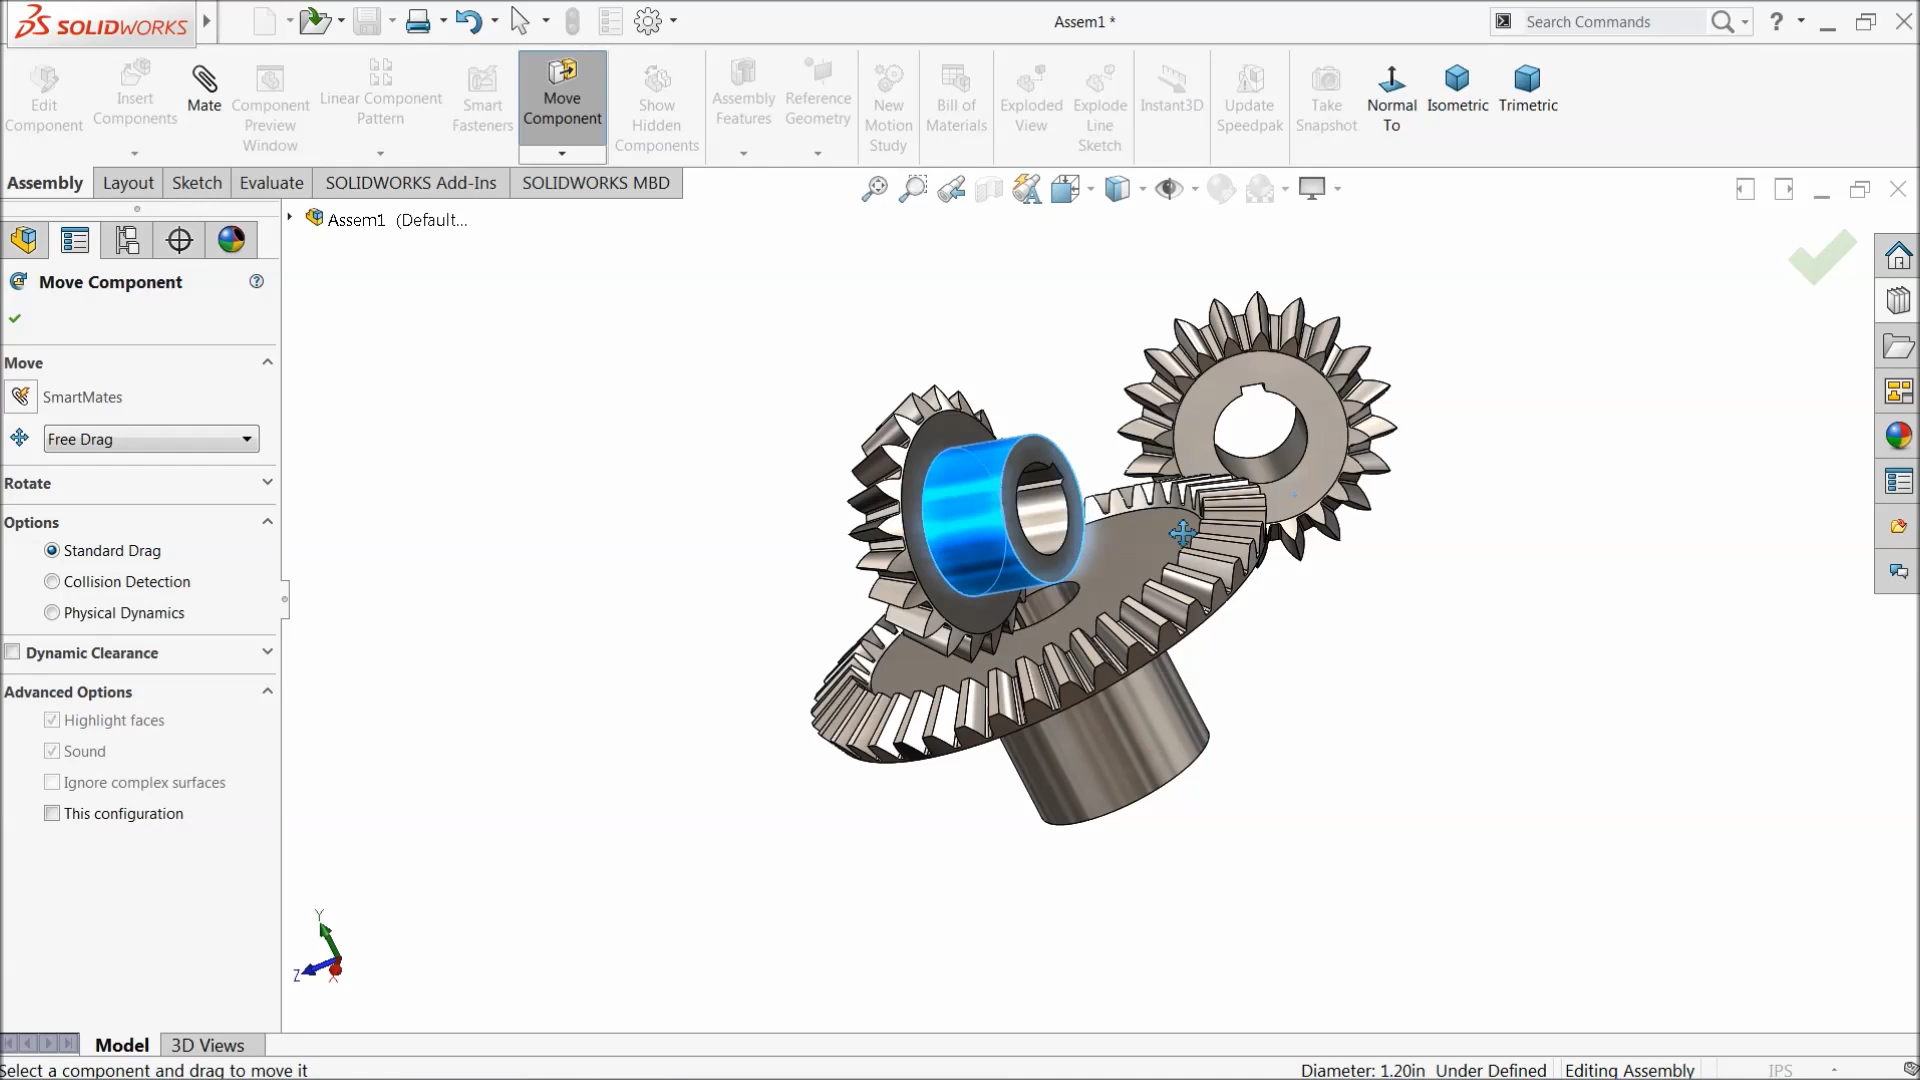 SOLIDWORKS
Assem1 *
Search Commands
?
Edit Component
Insert Components
Mate
Component Preview Window
Linear Component Pattern
Smart Fasteners
Move Component
Show Hidden Components
Assembly Features
Reference Geometry
New Motion Study
Bill of Materials
Exploded View
Explode Line Sketch
Instant3D
Update Speedpak
Take Snapshot
Normal To
Isometric
Trimetric
Assembly
Layout
Sketch
Evaluate
SOLIDWORKS Add-Ins
SOLIDWORKS MBD
Assem1 (Default...
Move Component
?
Move
SmartMates
Free Drag
Rotate
Options
Standard Drag
Collision Detection
Physical Dynamics
Dynamic Clearance
Advanced Options
Highlight faces
Sound
Ignore complex surfaces
This configuration
Y
Z
X
Model
3D Views
Select a component and drag to move it
Diameter: 1.20in Under Defined
Editing Assembly
IPS